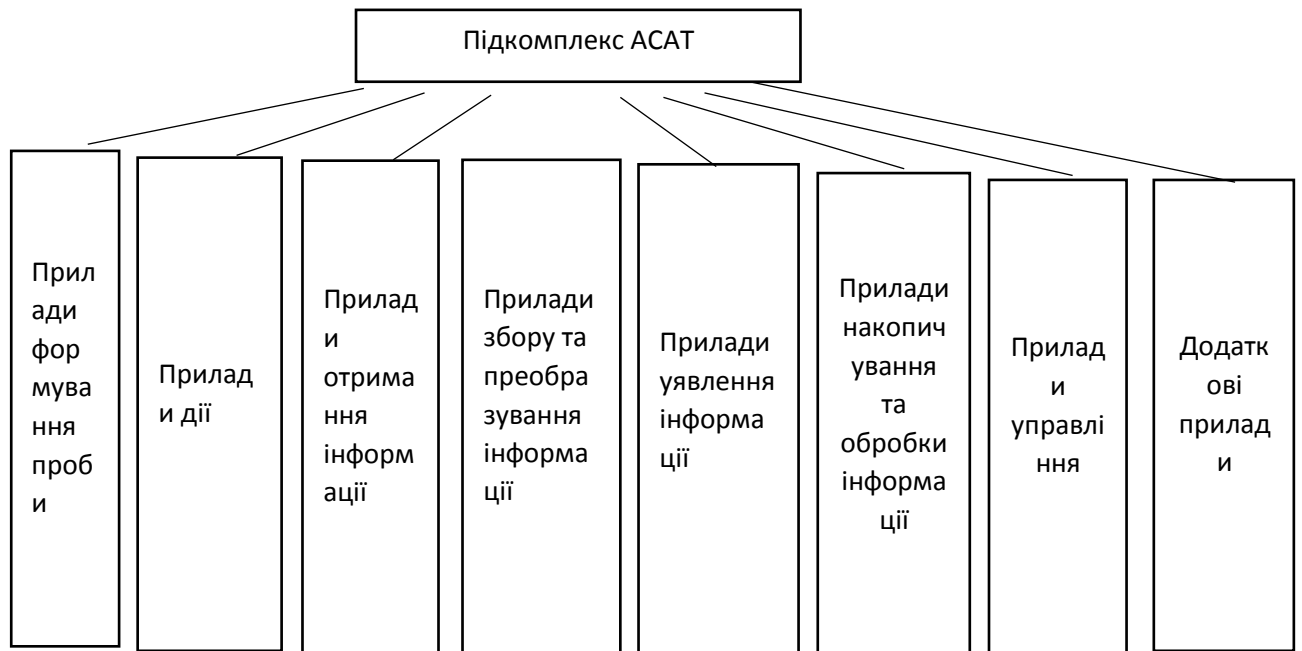 Підкомплекс АСАТ
Прил
ади
фор
мува
ння
проб
и
Прилад
и дії
Прилад
и
отрима
ння
інформ
ації
Прилади
збору та
преобра
зування
інформа
ції
Прилади
уявлення
інформа
ції
Прилади
накопич
ування
та
обробки
інформа
ції
Прилад
и
управлі
ння
Додатк
ові
прилад
и